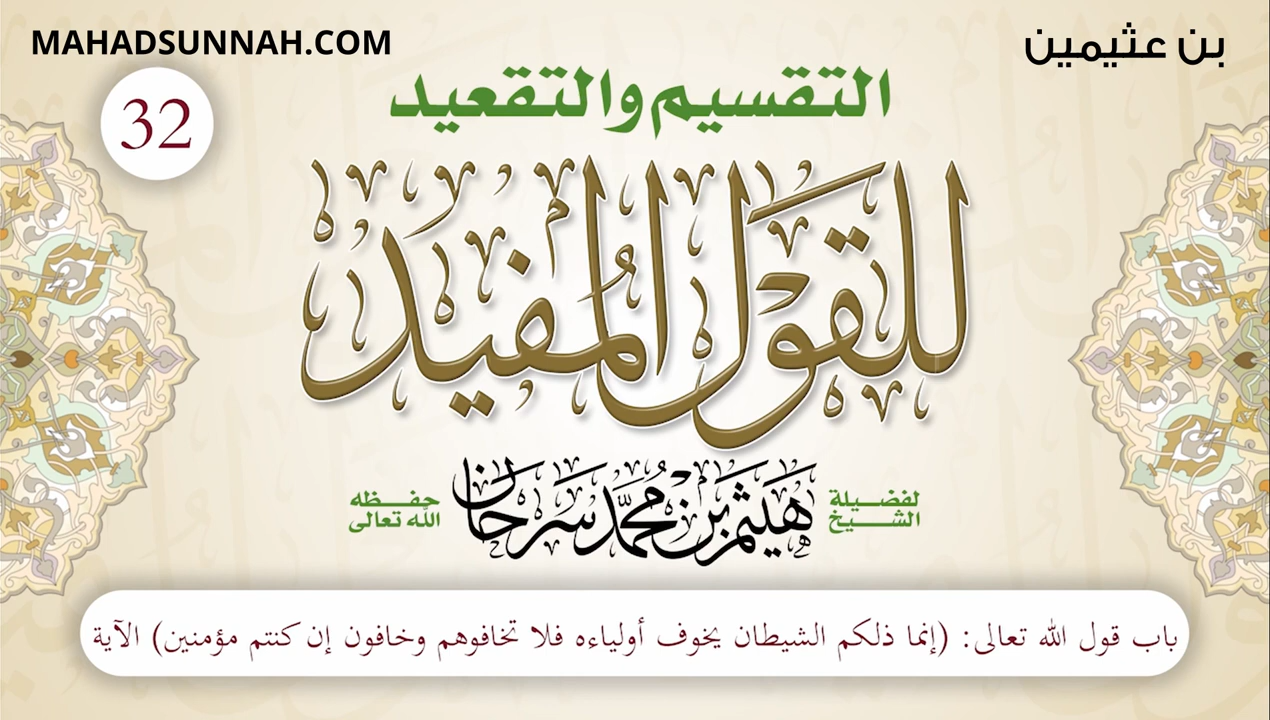 MAHADSUNNAH.COM
بن عثيمين
32
التقسيم والتقعيد
للقول المفيد
لفضيلة الشيخ
هيثم بن محمد سرحان
حفظه الله تعالى
باب قول الله تعالى: (إنما ذلكم الشيطان يخوف أولياءه فلا تخافوهم وخافون إن كنتم مؤمنين) الآية